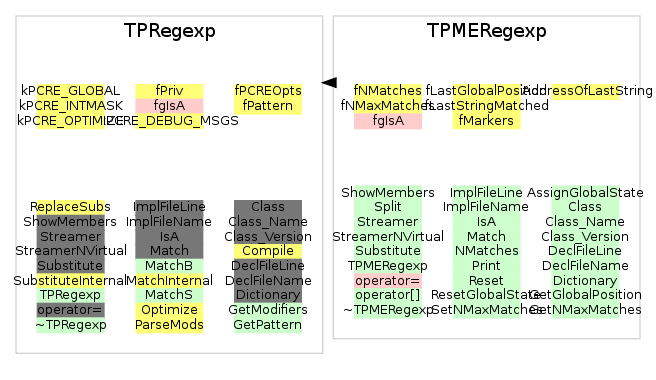 TPRegexp
kPCRE_GLOBAL fPriv fPCREOpts
kPCRE_INTMASK fgIsA fPattern
kPCRE_OPTIMIZE kPCRE_DEBUG_MSGS
ReplaceSubs ImplFileLine Class
ShowMembers ImplFileName Class_Name
Streamer IsA Class_Version
StreamerNVirtual Match Compile
Substitute MatchB DeclFileLine
SubstituteInternal MatchInternal DeclFileName
TPRegexp MatchS Dictionary
operator= Optimize GetModifiers
~TPRegexp ParseMods GetPattern
TPMERegexp
fNMatches fLastGlobalPosition fAddressOfLastString
fNMaxMatches fLastStringMatched
fgIsA fMarkers
ShowMembers ImplFileLine AssignGlobalState
Split ImplFileName Class
Streamer IsA Class_Name
StreamerNVirtual Match Class_Version
Substitute NMatches DeclFileLine
TPMERegexp Print DeclFileName
operator= Reset Dictionary
operator[] ResetGlobalState GetGlobalPosition
~TPMERegexp SetNMaxMatches GetNMaxMatches